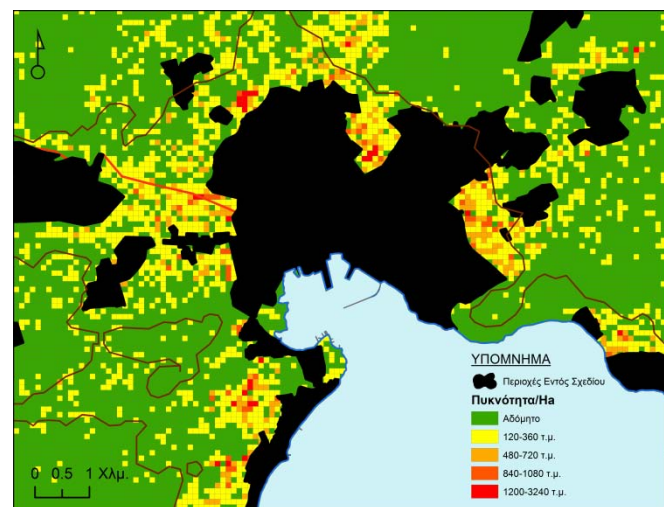 ΥΠΟΜΝΗΜΑ
Περιοχές Εντός Σχεδίου
Πυκνότητα/Ha
Αδόμητο
120-360 τ.μ.
480-720 τ.μ.
840-1080 τ.μ.
1200-3240 τ.μ.
0 0.5 1 Χλμ.